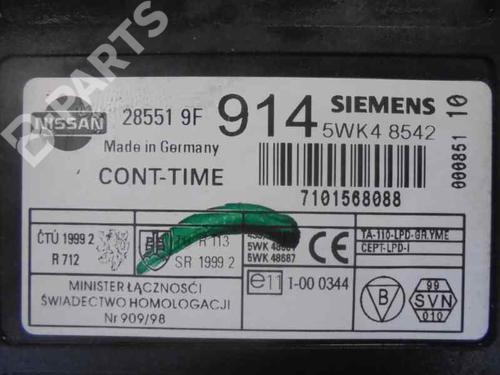 B PARTS
NISSAN
28551 9F 914
SIEMENS
5WK4 8542
000851 10
Made in Germany
CONT-TIME
7101568088
ČTÚ 1999 2
R 712
R 113
SR 1999 2
5WK 48687
CE
TA-110-LPD-GR.YME
CEPT-LPD-I
MINISTER ŁĄCZNOŚCI
ŚWIADECTWO HOMOLOGACJI
Nr 909/98
e11 1-00 0344
B
99
SVN
010